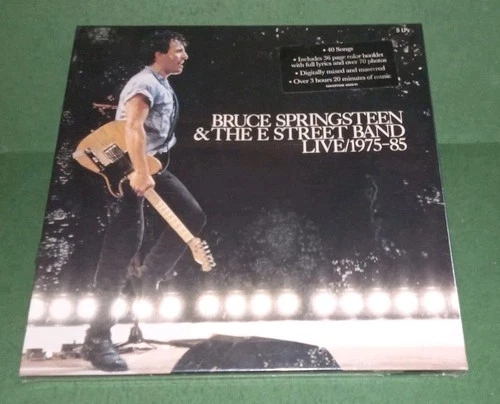 5 LPs
• 40 Songs
• Includes 36 page color booklet
with full lyrics and over 70 photos
• Digitally mixed and mastered
• Over 3 hours 20 minutes of music
BRUCE SPRINGSTEEN
& THE E STREET BAND
LIVE/1975–85